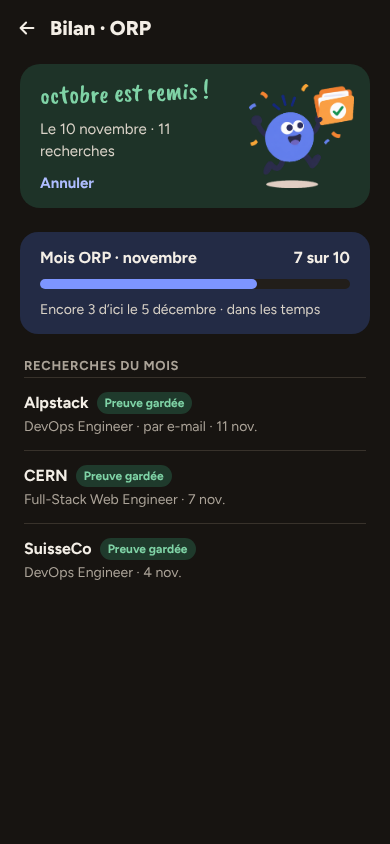 Bilan · ORP
octobre est remis !
Le 10 novembre · 11
recherches
Annuler
Mois ORP · novembre 7 sur 10
Encore 3 d’ici le 5 décembre · dans les temps
RECHERCHES DU MOIS
Alpstack Preuve gardée
DevOps Engineer · par e-mail · 11 nov.
CERN Preuve gardée
Full-Stack Web Engineer · 7 nov.
SuisseCo Preuve gardée
DevOps Engineer · 4 nov.